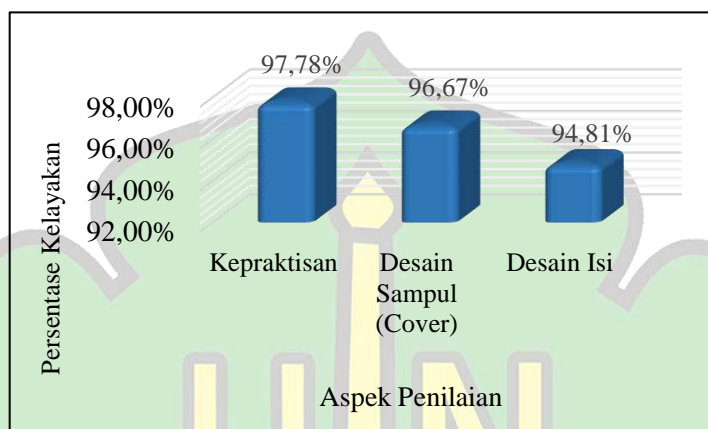 97,78%
96,67%
94,81%
98,00%
96,00%
94,00%
92,00%
Persentase Kelayakan
Kepraktisan
Desain
Sampul
(Cover)
Desain Isi
Aspek Penilaian
UIN